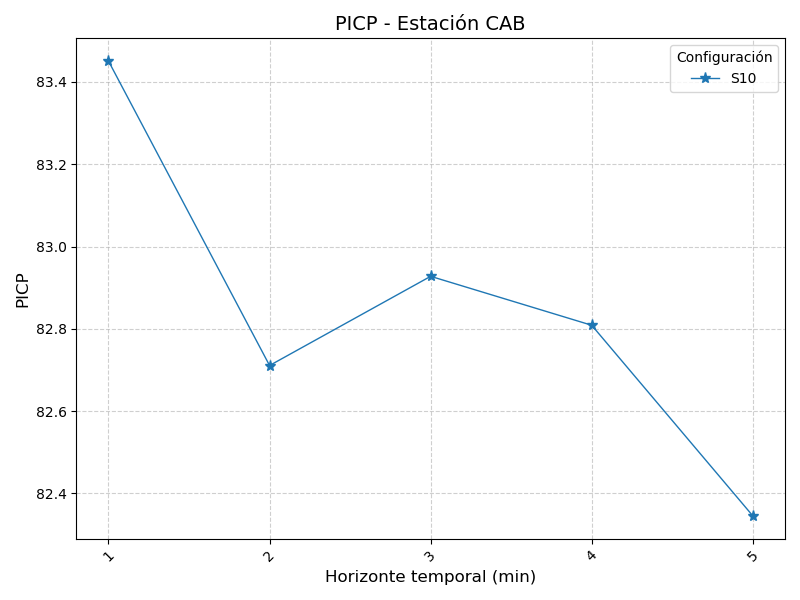 PICP - Estación CAB
Configuración
S10
PICP
83.4
83.2
83.0
82.8
82.6
82.4
1
2
3
4
5
Horizonte temporal (min)